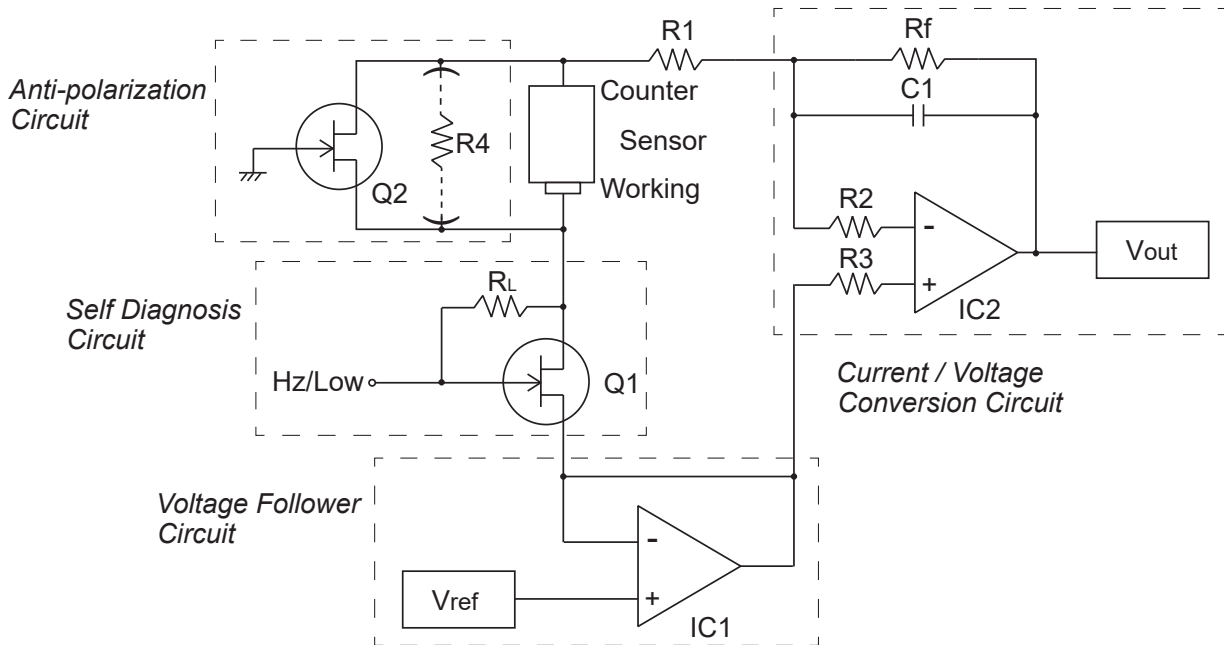 R1
Rf
Anti-polarization
Circuit
C1
Counter
R4
Sensor
Q2
Working
R2
-
Vout
R3
+
IC2
Self Diagnosis
Circuit
RL
Hz/Low
Q1
Current / Voltage
Conversion Circuit
Voltage Follower
Circuit
-
Vref
+
IC1